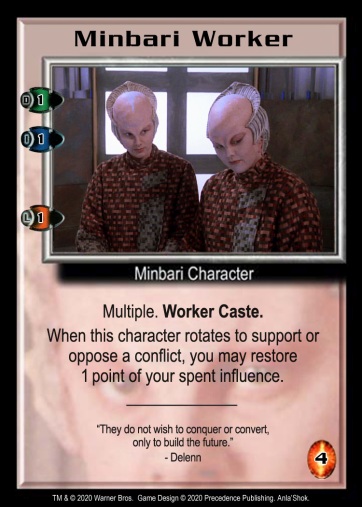 Minbari Worker
D 1
I 1
L 1
Minbari Character
Multiple. Worker Caste.
When this character rotates to support or
oppose a conflict, you may restore
1 point of your spent influence.
“They do not wish to conquer or convert,
only to build the future.”
- Delenn
4
TM & © 2020 Warner Bros. Game Design © 2020 Precedence Publishing. Anla'Shok.